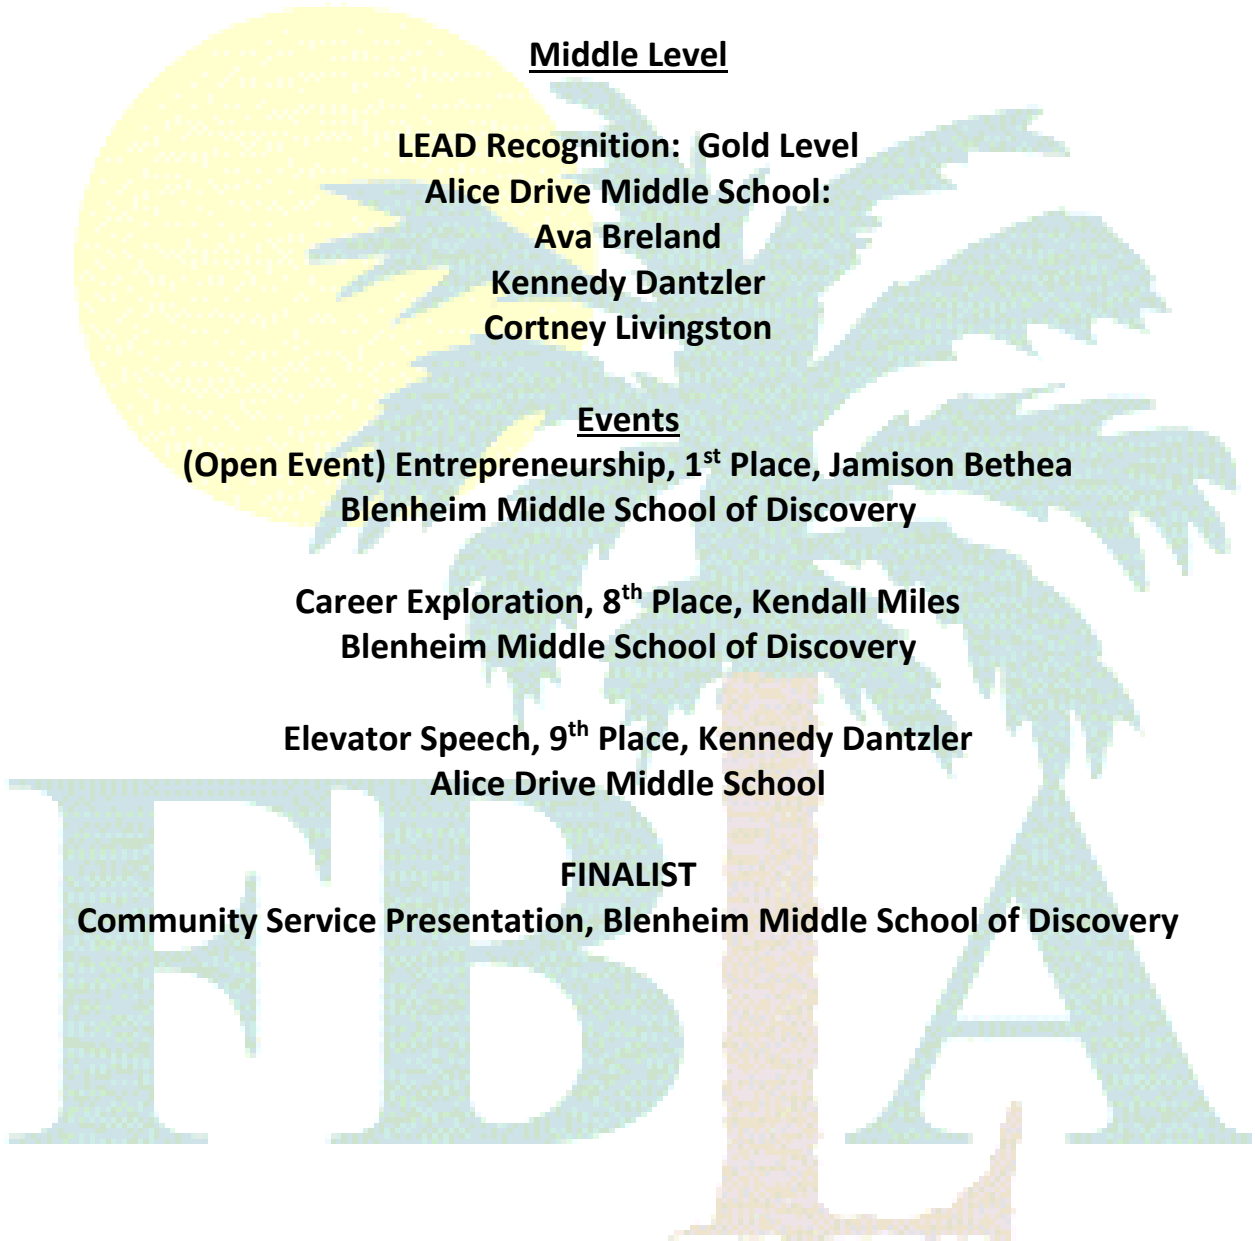 Middle Level
LEAD Recognition:  Gold Level
Alice Drive Middle School:
Ava Breland
Kennedy Dantzler
Cortney Livingston
Events
(Open Event) Entrepreneurship, 1st Place, Jamison Bethea
Blenheim Middle School of Discovery
Career Exploration, 8th Place, Kendall Miles
Blenheim Middle School of Discovery
Elevator Speech, 9th Place, Kennedy Dantzler
Alice Drive Middle School
FINALIST
Community Service Presentation, Blenheim Middle School of Discovery
FBLA